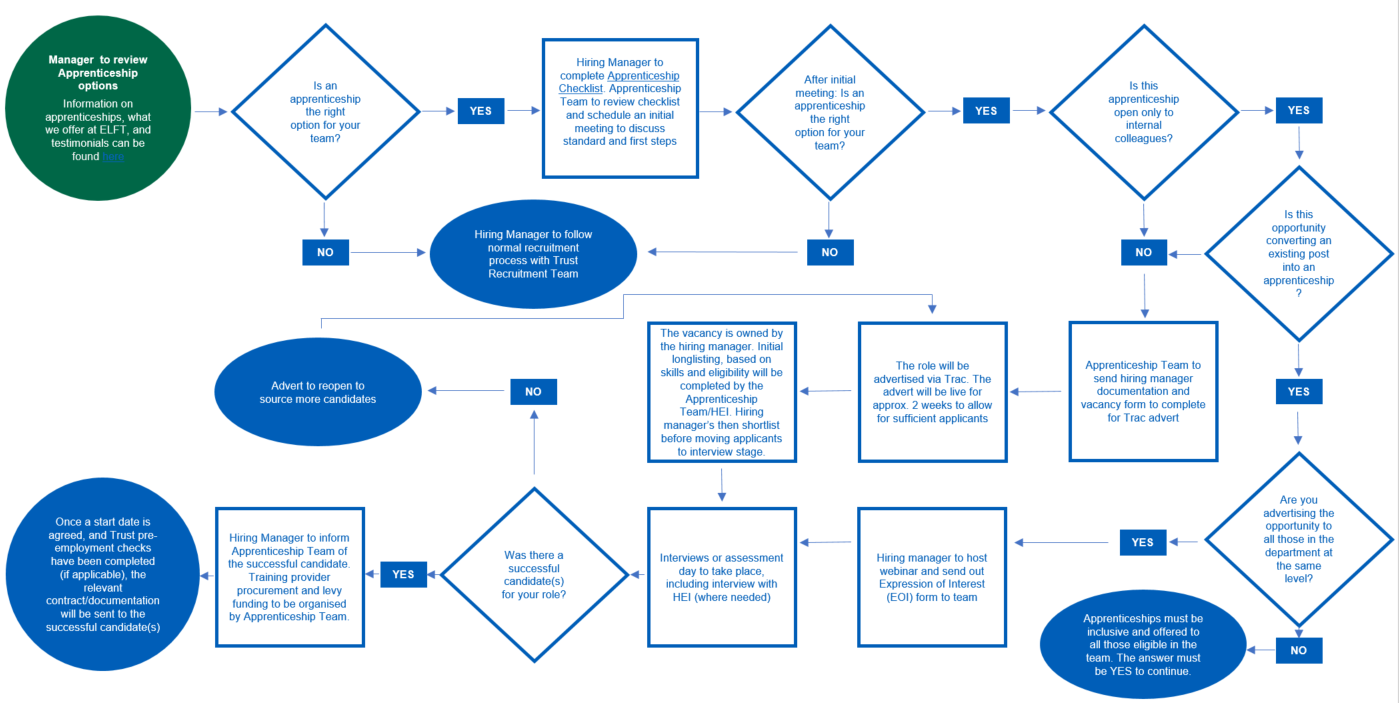 Manager to review
Apprenticeship
options
Information on
apprenticeships, what
we offer at ELFT, and
testimonials can be
found here
Is an
apprenticeship
the right
option for your
team?
YES
Hiring Manager to
complete Apprenticeship
Checklist. Apprenticeship
Team to review checklist
and schedule an initial
meeting to discuss
standard and first steps
After initial
meeting: Is an
apprenticeship
the right
option for your
team?
YES
Is this
apprenticeship
open only to
internal
colleagues?
YES
NO
Hiring Manager to follow
normal recruitment
process with Trust
Recruitment Team
NO
NO
Is this
opportunity
converting an
existing post
into an
apprenticeship
?
Advert to reopen to
source more candidates
NO
The vacancy is owned by
the hiring manager. Initial
longlisting, based on
skills and eligibility will be
completed by the
Apprenticeship
Team/HEI. Hiring
manager's then shortlist
before moving applicants
to interview stage.
The role will be
advertised via Trac. The
advert will be live for
approx. 2 weeks to allow
for sufficient applicants
Apprenticeship Team to
send hiring manager
documentation and
vacancy form to complete
for Trac advert
YES
Once a start date is
agreed, and Trust pre-
employment checks
have been completed
(if applicable), the
relevant
contract/documentation
will be sent to the
successful candidate(s)
Hiring Manager to inform
Apprenticeship Team of
the successful candidate.
Training provider
procurement and levy
funding to be organised
by Apprenticeship Team.
YES
Was there a
successful
candidate(s)
for your role?
Interviews or assessment
day to take place,
including interview with
HEI (where needed)
Hiring manager to host
webinar and send out
Expression of Interest
(EOI) form to team
YES
Are you
advertising the
opportunity to
all those in the
department at
the same
level?
Apprenticeships must be
inclusive and offered to
all those eligible in the
team. The answer must
be YES to continue.
NO